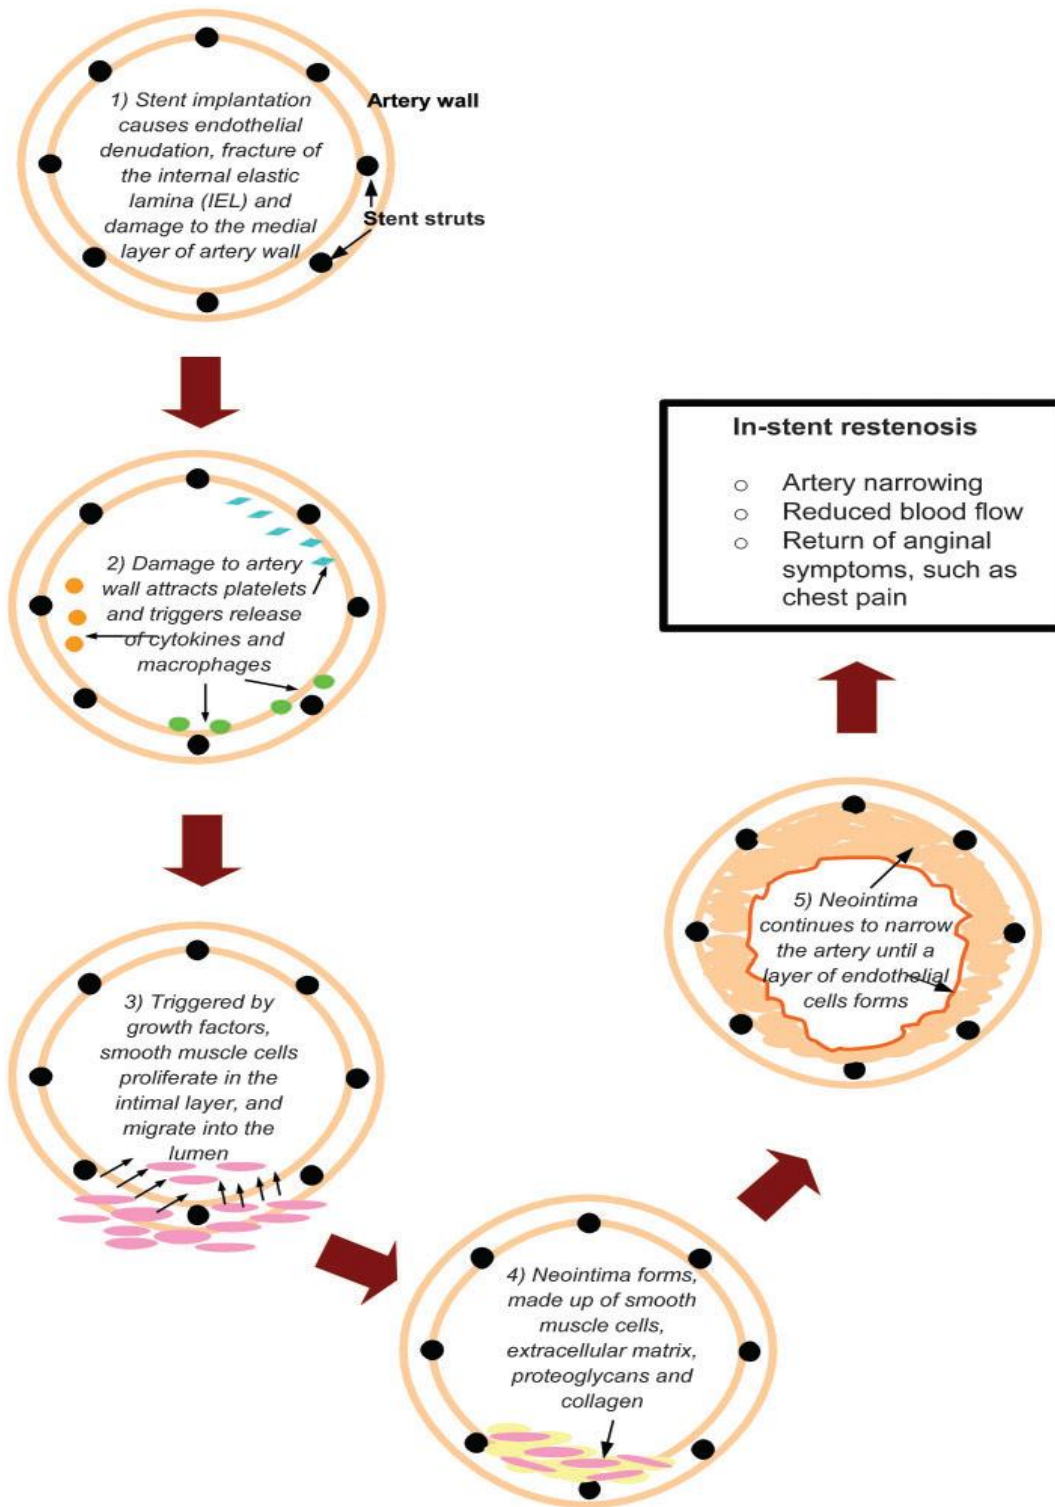 1) Stent implantation
causes endothelial
denudation, fracture of
the internal elastic
lamina (IEL) and
damage to the medial
layer of artery wall
Artery wall
Stent struts
2) Damage to artery
wall attracts platelets
and triggers release
of cytokines and
macrophages
3) Triggered by
growth factors,
smooth muscle cells
proliferate in the
intimal layer, and
migrate into the
lumen
4) Neointima forms,
made up of smooth
muscle cells,
extracellular matrix,
proteoglycans and
collagen
5) Neointima
continues to narrow
the artery until a
layer of endothelial
cells forms
In-stent restenosis
○ Artery narrowing
○ Reduced blood flow
○ Return of anginal
symptoms, such as
chest pain